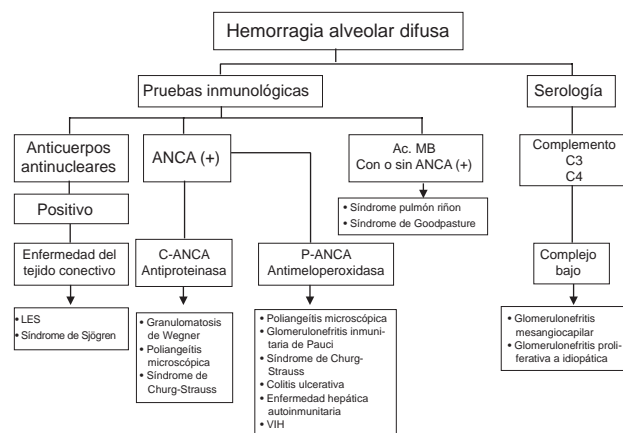 Hemorragia alveolar difusa
Pruebas inmunológicas
Serología
Anticuerpos
antinucleares
ANCA (+)
Ac. MB
Con o sin ANCA (+)
Complemento
C3
C4
Positivo
• Síndrome pulmón riñon
• Síndrome de Goodpasture
Enfermedad del
tejido conectivo
C-ANCA
Antiproteinasa
P-ANCA
Antimeloperoxidasa
Complejo
bajo
• LES
• Síndrome de Sjögren
• Granulomatosis
de Wegner
• Poliangeítis
microscópica
• Síndrome de
Churg-Strauss
• Poliangeítis microscópica
• Glomerulonefritis inmuni-
taria de Pauci
• Síndrome de Churg-
Strauss
• Colitis ulcerativa
• Enfermedad hepática
autoinmunitaria
• VIH
• Glomerulonefritis
mesangiocapilar
• Glomerulonefritis proli-
ferativa a idiopática